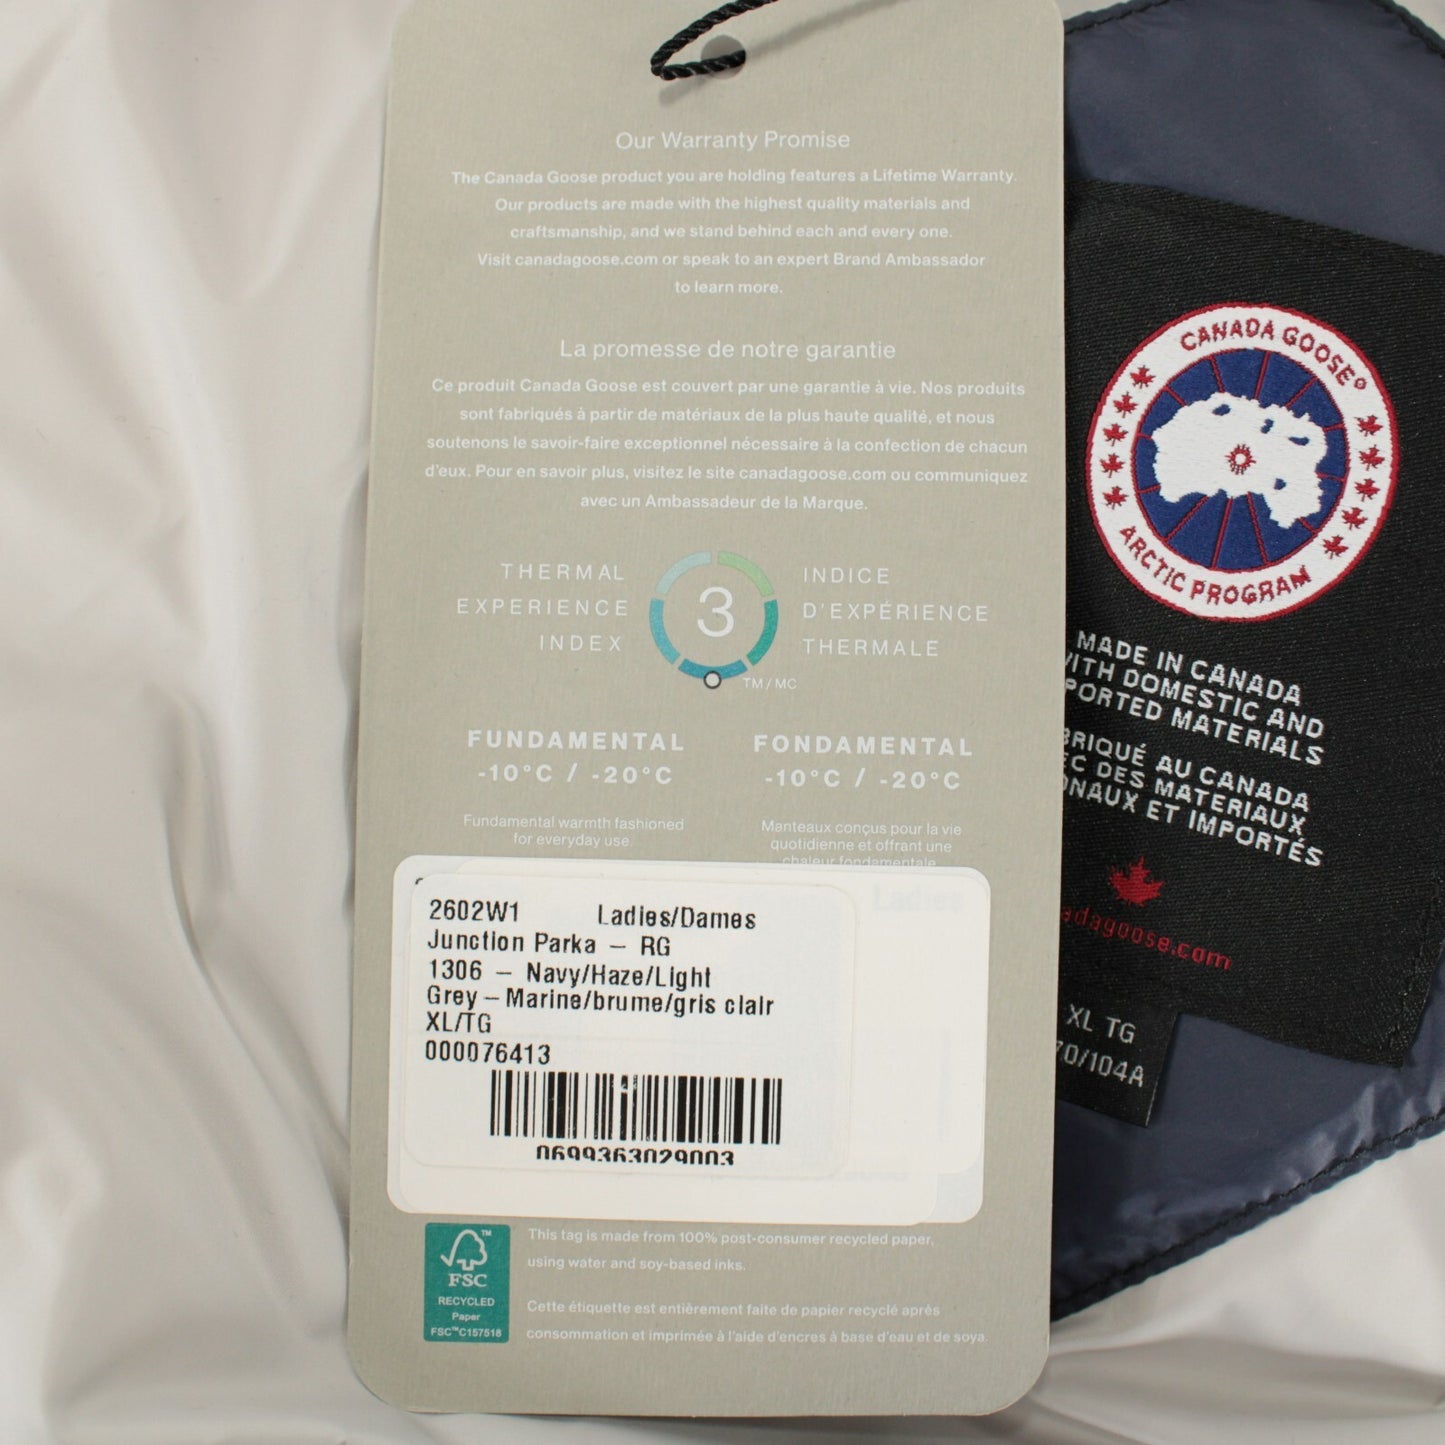 Our Warranty Promise
The Canada Goose product you are holding features a Lifetime Warranty.
Our products are made with the highest quality materials and
craftsmanship, and we stand behind each and every one.
Visit canadagoose.com or speak to an expert Brand Ambassador
to learn more.
La promesse de notre garantie
Ce produit Canada Goose est couvert par une garantie à vie. Nos produits
sont fabriqués à partir de matériaux de la plus haute qualité, et nous
soutenons le savoir-faire exceptionnel nécessaire à la confection de chacun
d'eux. Pour en savoir plus, visitez le site canadagoose.com ou communiquez
avec un Ambassadeur de la Marque.
THERMAL
EXPERIENCE
INDEX
3
TM/MC
INDICE
D'EXPÉRIENCE
THERMALE
FUNDAMENTAL
-10°C / -20°C
Fundamental warmth fashioned
for everyday use
FONDAMENTAL
-10°C / -20°C
Manteaux conçus pour la vie
quotidienne et offrant une
chaleur fondamentale
Ladies
2602W1 Ladies/Dames
Junction Parka – RG
1306 – Navy/Haze/Light
Grey – Marine/brume/gris clair
XL/TG
000076413
0699363029003
FSC™
RECYCLED
Paper
FSC™C157518
This tag is made from 100% post-consumer recycled paper,
using water and soy-based inks.
Cette étiquette est entièrement faite de papier recyclé après
consommation et imprimée à l'aide d'encres à base d'eau et de soya.
CANADA GOOSE®
ARCTIC PROGRAM
MADE IN CANADA
ITH DOMESTIC AND
PORTED MATERIALS
BRIQUÉ AU CANADA
EC DES MATERIAUX
ONAUX ET IMPORTÉS
adagoose.com
XL TG
70/104A